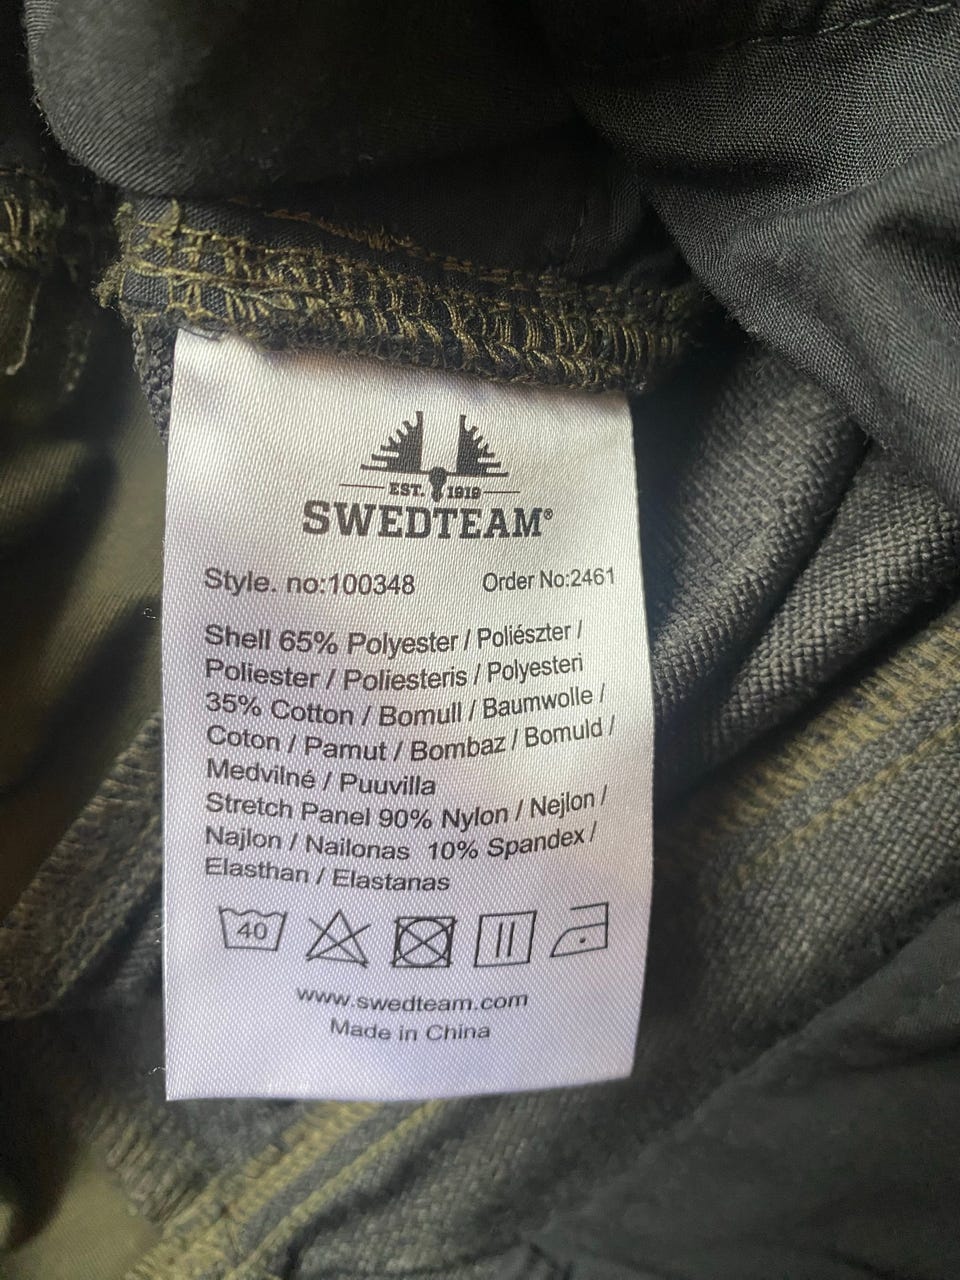 EST. 1919
SWEDTEAM®
Style. no:100348 Order No:2461
Shell 65% Polyester / Poliészter /
Poliester / Poliesteris / Polyesteri
35% Cotton / Bomull / Baumwolle /
Coton / Pamut / Bombaz / Bomuld /
Medvilné / Puuvilla
Stretch Panel 90% Nylon / Nejlon /
Najlon / Nailonas 10% Spandex /
Elasthan / Elastanas
40
www.swedteam.com
Made in China